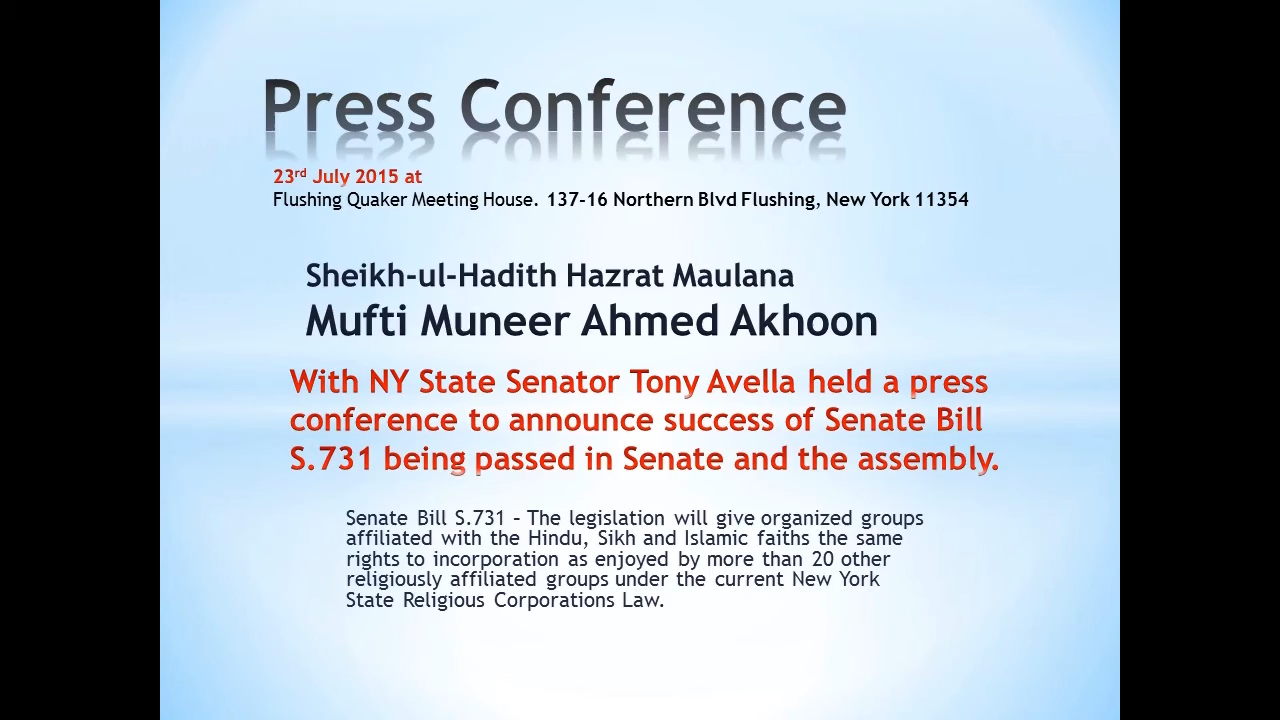 Press Conference
23rd July 2015 at
Flushing Quaker Meeting House. 137-16 Northern Blvd Flushing, New York 11354
Sheikh-ul-Hadith Hazrat Maulana
Mufti Muneer Ahmed Akhoon
With NY State Senator Tony Avella held a press
conference to announce success of Senate Bill
S.731 being passed in Senate and the assembly.
Senate Bill S.731 – The legislation will give organized groups
affiliated with the Hindu, Sikh and Islamic faiths the same
rights to incorporation as enjoyed by more than 20 other
religiously affiliated groups under the current New York
State Religious Corporations Law.